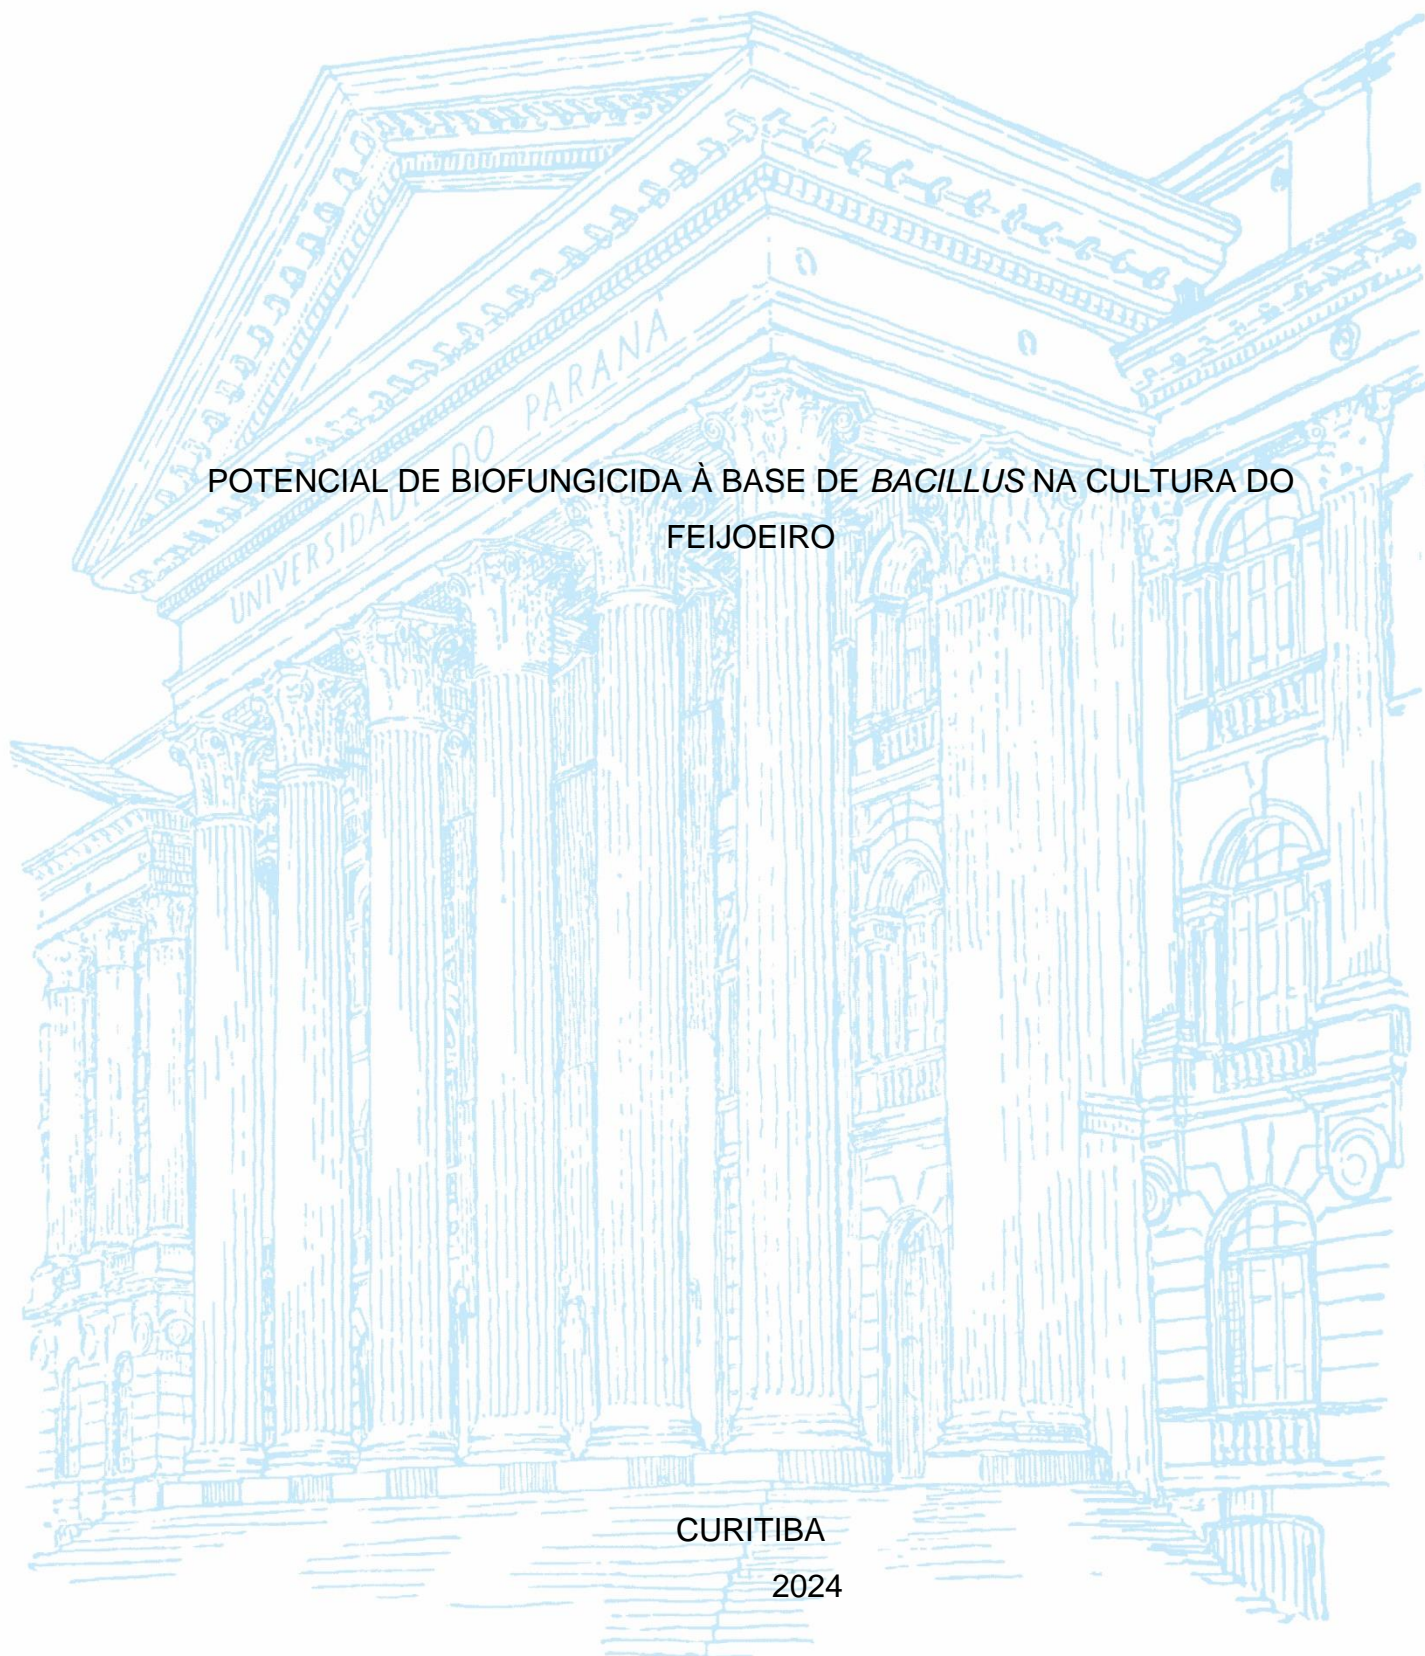 UNIVERSIDADE DO PARANÁ
POTENCIAL DE BIOFUNGICIDA À BASE DE BACILLUS NA CULTURA DO
FEIJOEIRO
CURITIBA
2024